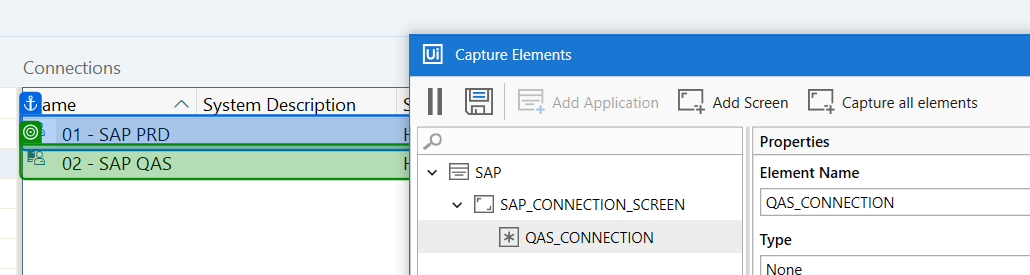 Connections
Ui Capture Elements
ame System Description S
Add Application Add Screen Capture all elements
01 - SAP PRD H
02 - SAP QAS H
SAP
SAP_CONNECTION_SCREEN
QAS_CONNECTION
Properties
Element Name
QAS_CONNECTION
Type
None